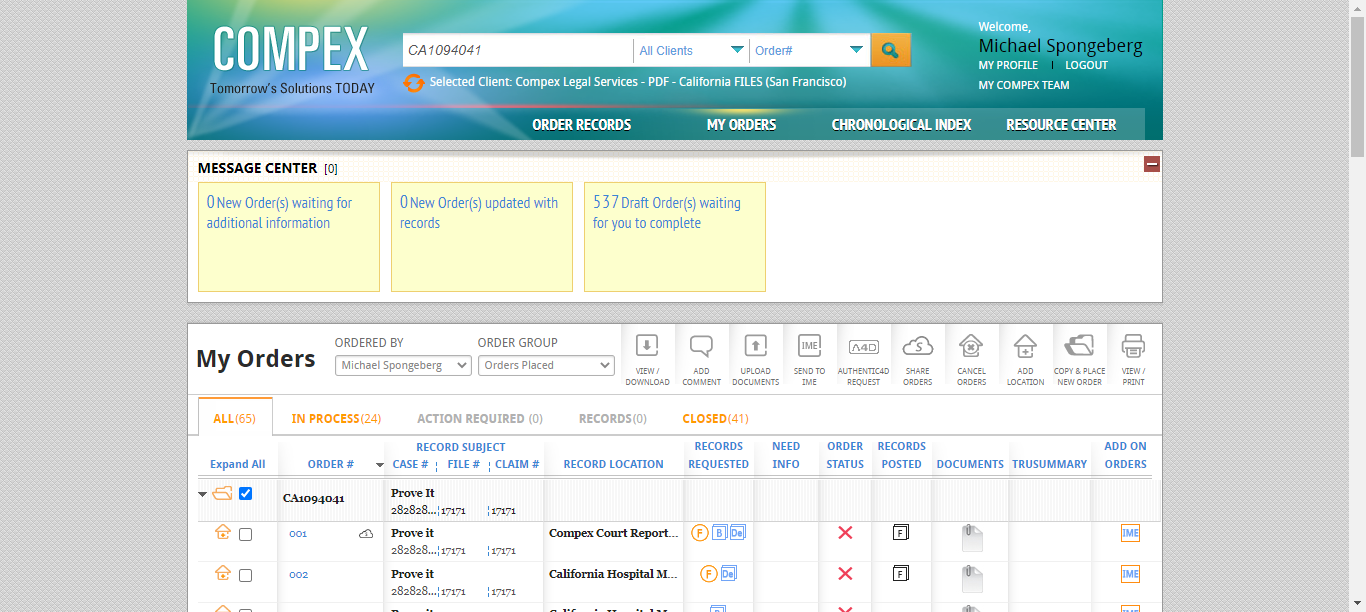 COMPEX
Tomorrow's Solutions TODAY
CA1094041
All Clients
Order#
Selected Client: Compex Legal Services - PDF - California FILES (San Francisco)
Welcome,
Michael Spongeberg
MY PROFILE | LOGOUT
MY COMPEX TEAM
ORDER RECORDS
MY ORDERS
CHRONOLOGICAL INDEX
RESOURCE CENTER
MESSAGE CENTER [0]
0 New Order(s) waiting for
additional information
0 New Order(s) updated with
records
537 Draft Order(s) waiting
for you to complete
My Orders
ORDERED BY
Michael Spongeberg
ORDER GROUP
Orders Placed
VIEW /
DOWNLOAD
ADD
COMMENT
UPLOAD
DOCUMENTS
IME
SEND TO
IME
A4D
AUTHENTIC4D
REQUEST
S
SHARE
ORDERS
CANCEL
ORDERS
ADD
LOCATION
COPY & PLACE
NEW ORDER
VIEW /
PRINT
ALL(65)
IN PROCESS(24)
ACTION REQUIRED (0)
RECORDS(0)
CLOSED(41)
Expand All
ORDER #
RECORD SUBJECT
CASE # ¦ FILE # ¦ CLAIM #
RECORD LOCATION
RECORDS
REQUESTED
NEED
INFO
ORDER
STATUS
RECORDS
POSTED
DOCUMENTS
TRUSUMMARY
ADD ON
ORDERS
CA1094041
Prove It
282828...¦17171 ¦17171
001
Prove it
282828...¦17171 ¦17171
Compex Court Report...
F B De
F
IME
002
Prove it
282828...¦17171 ¦17171
California Hospital M...
F De
F
IME